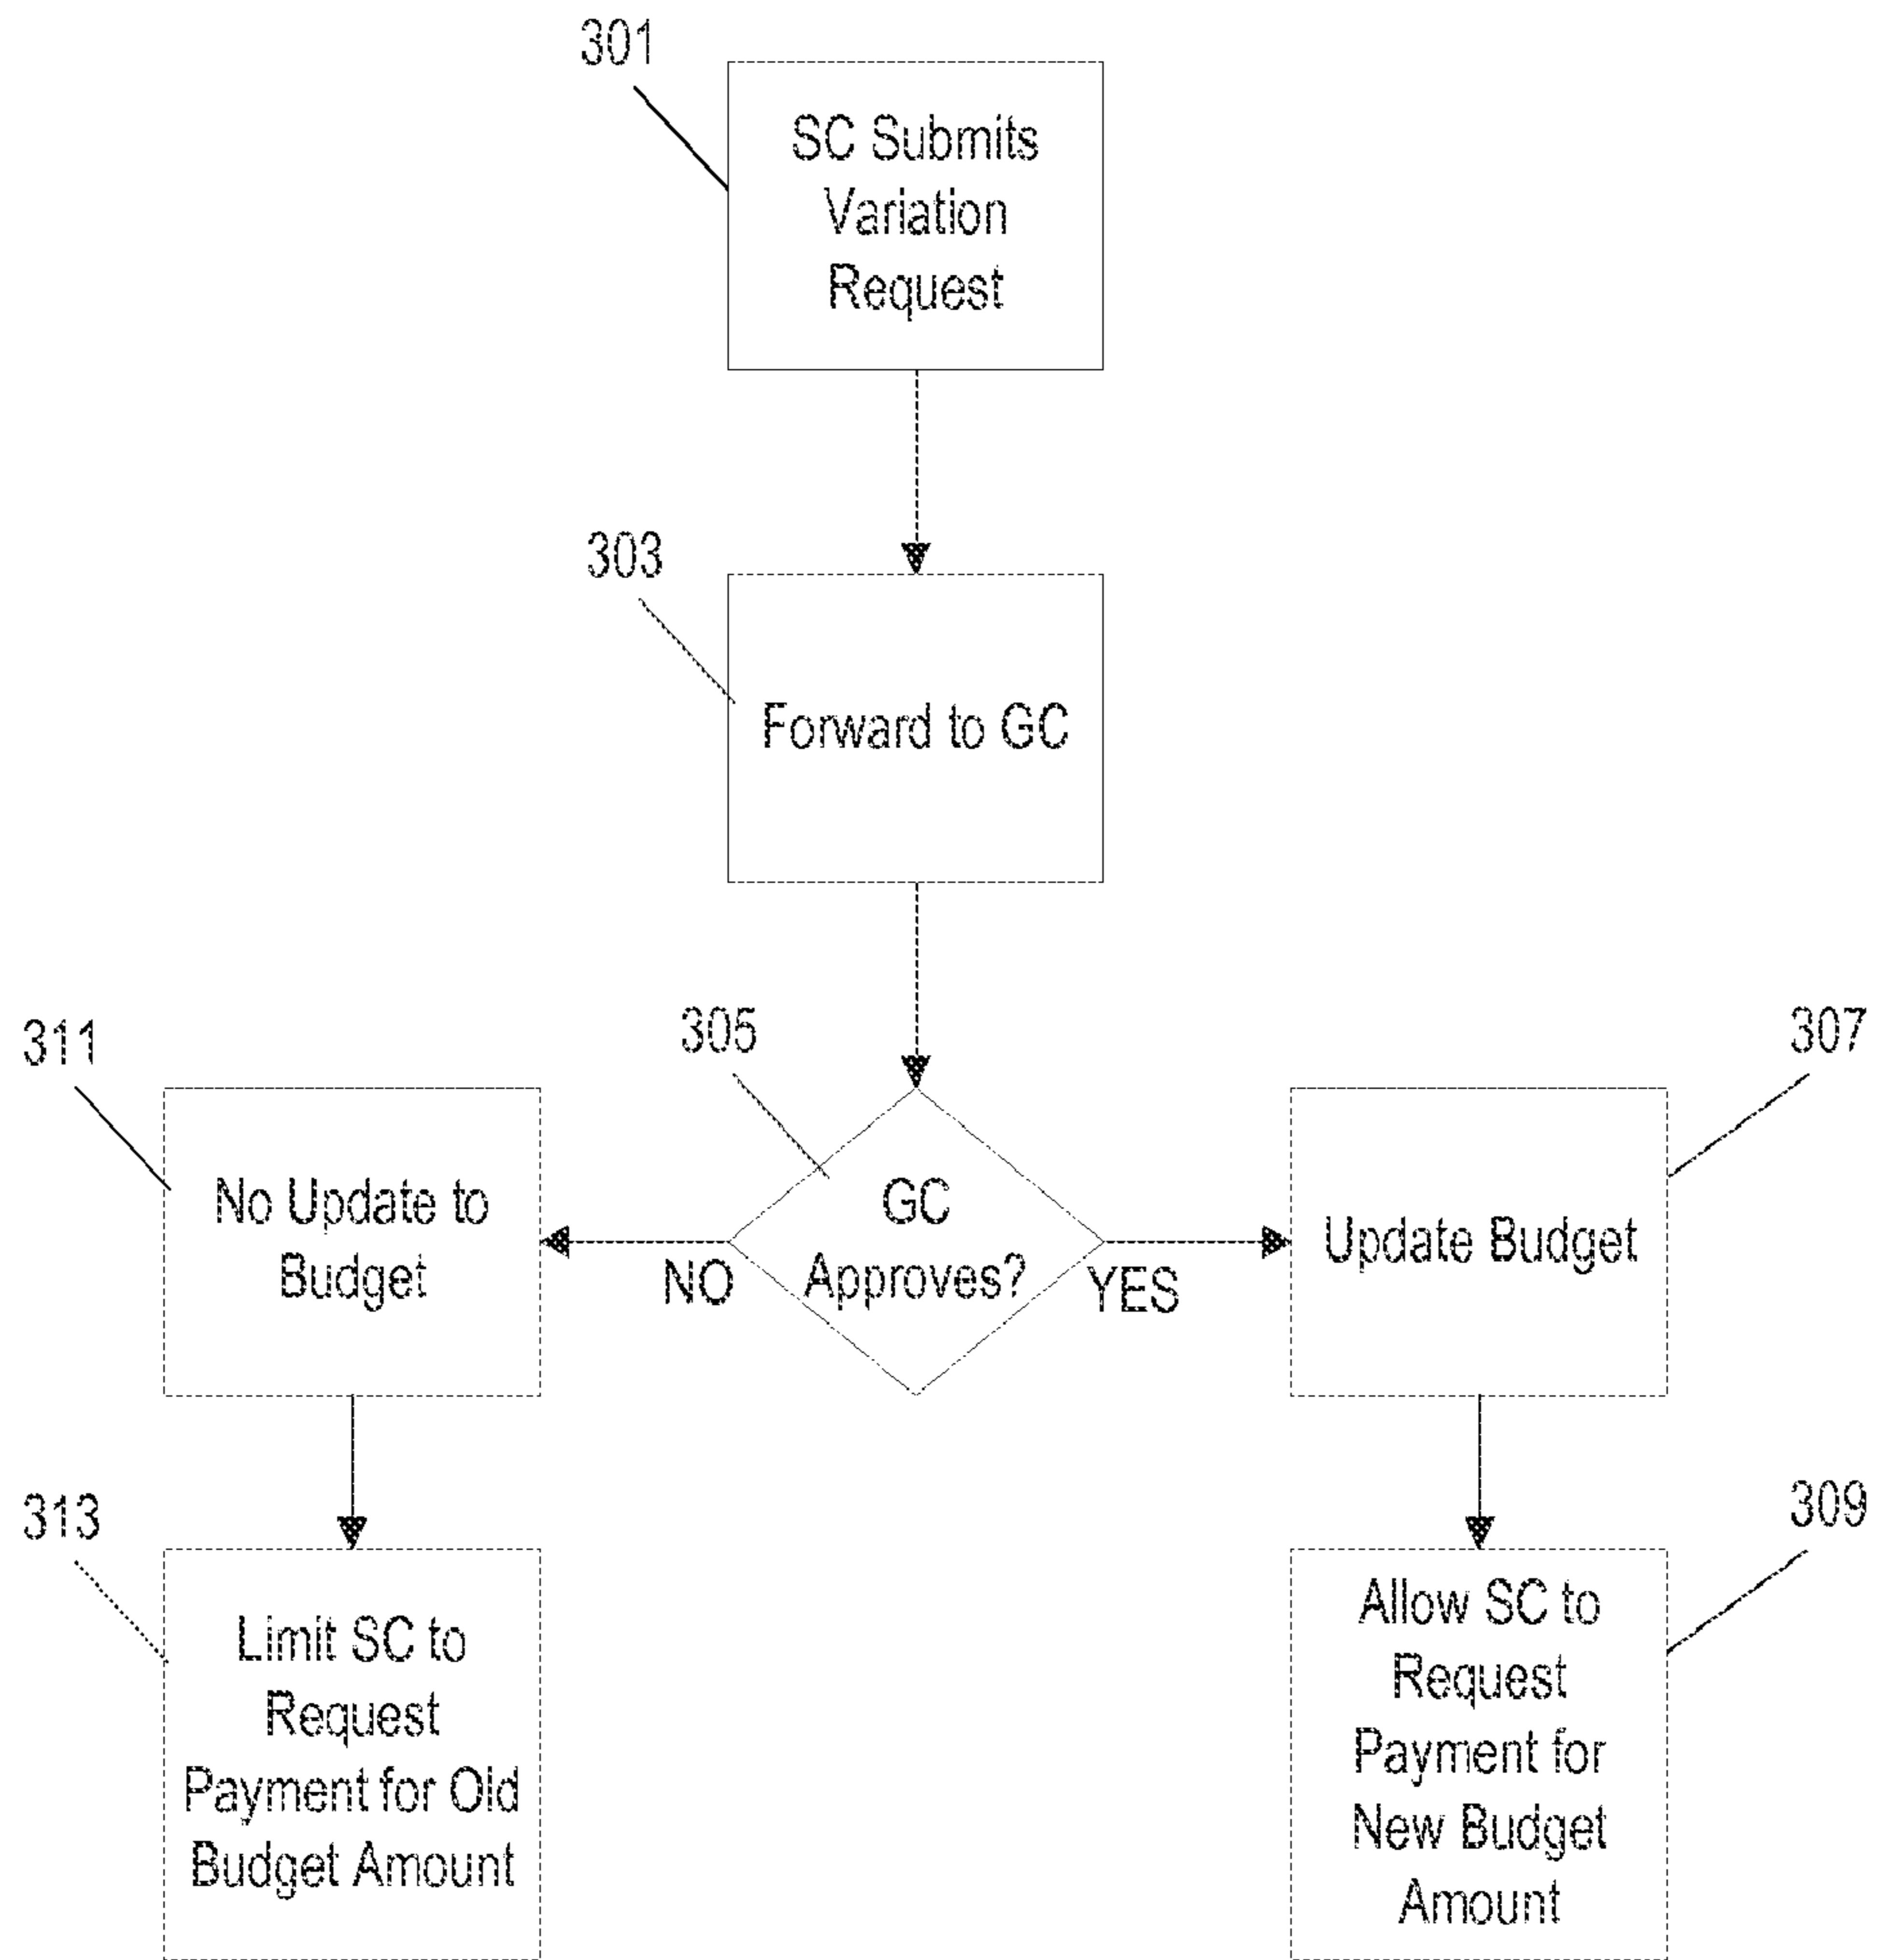 301
SC Submits
Variation
Request
303
Forward to GC
305
GC
Approves?
NO
YES
311
No Update to
Budget
307
Update Budget
313
Limit SC to
Request
Payment for Old
Budget Amount
309
Allow SC to
Request
Payment for
New Budget
Amount